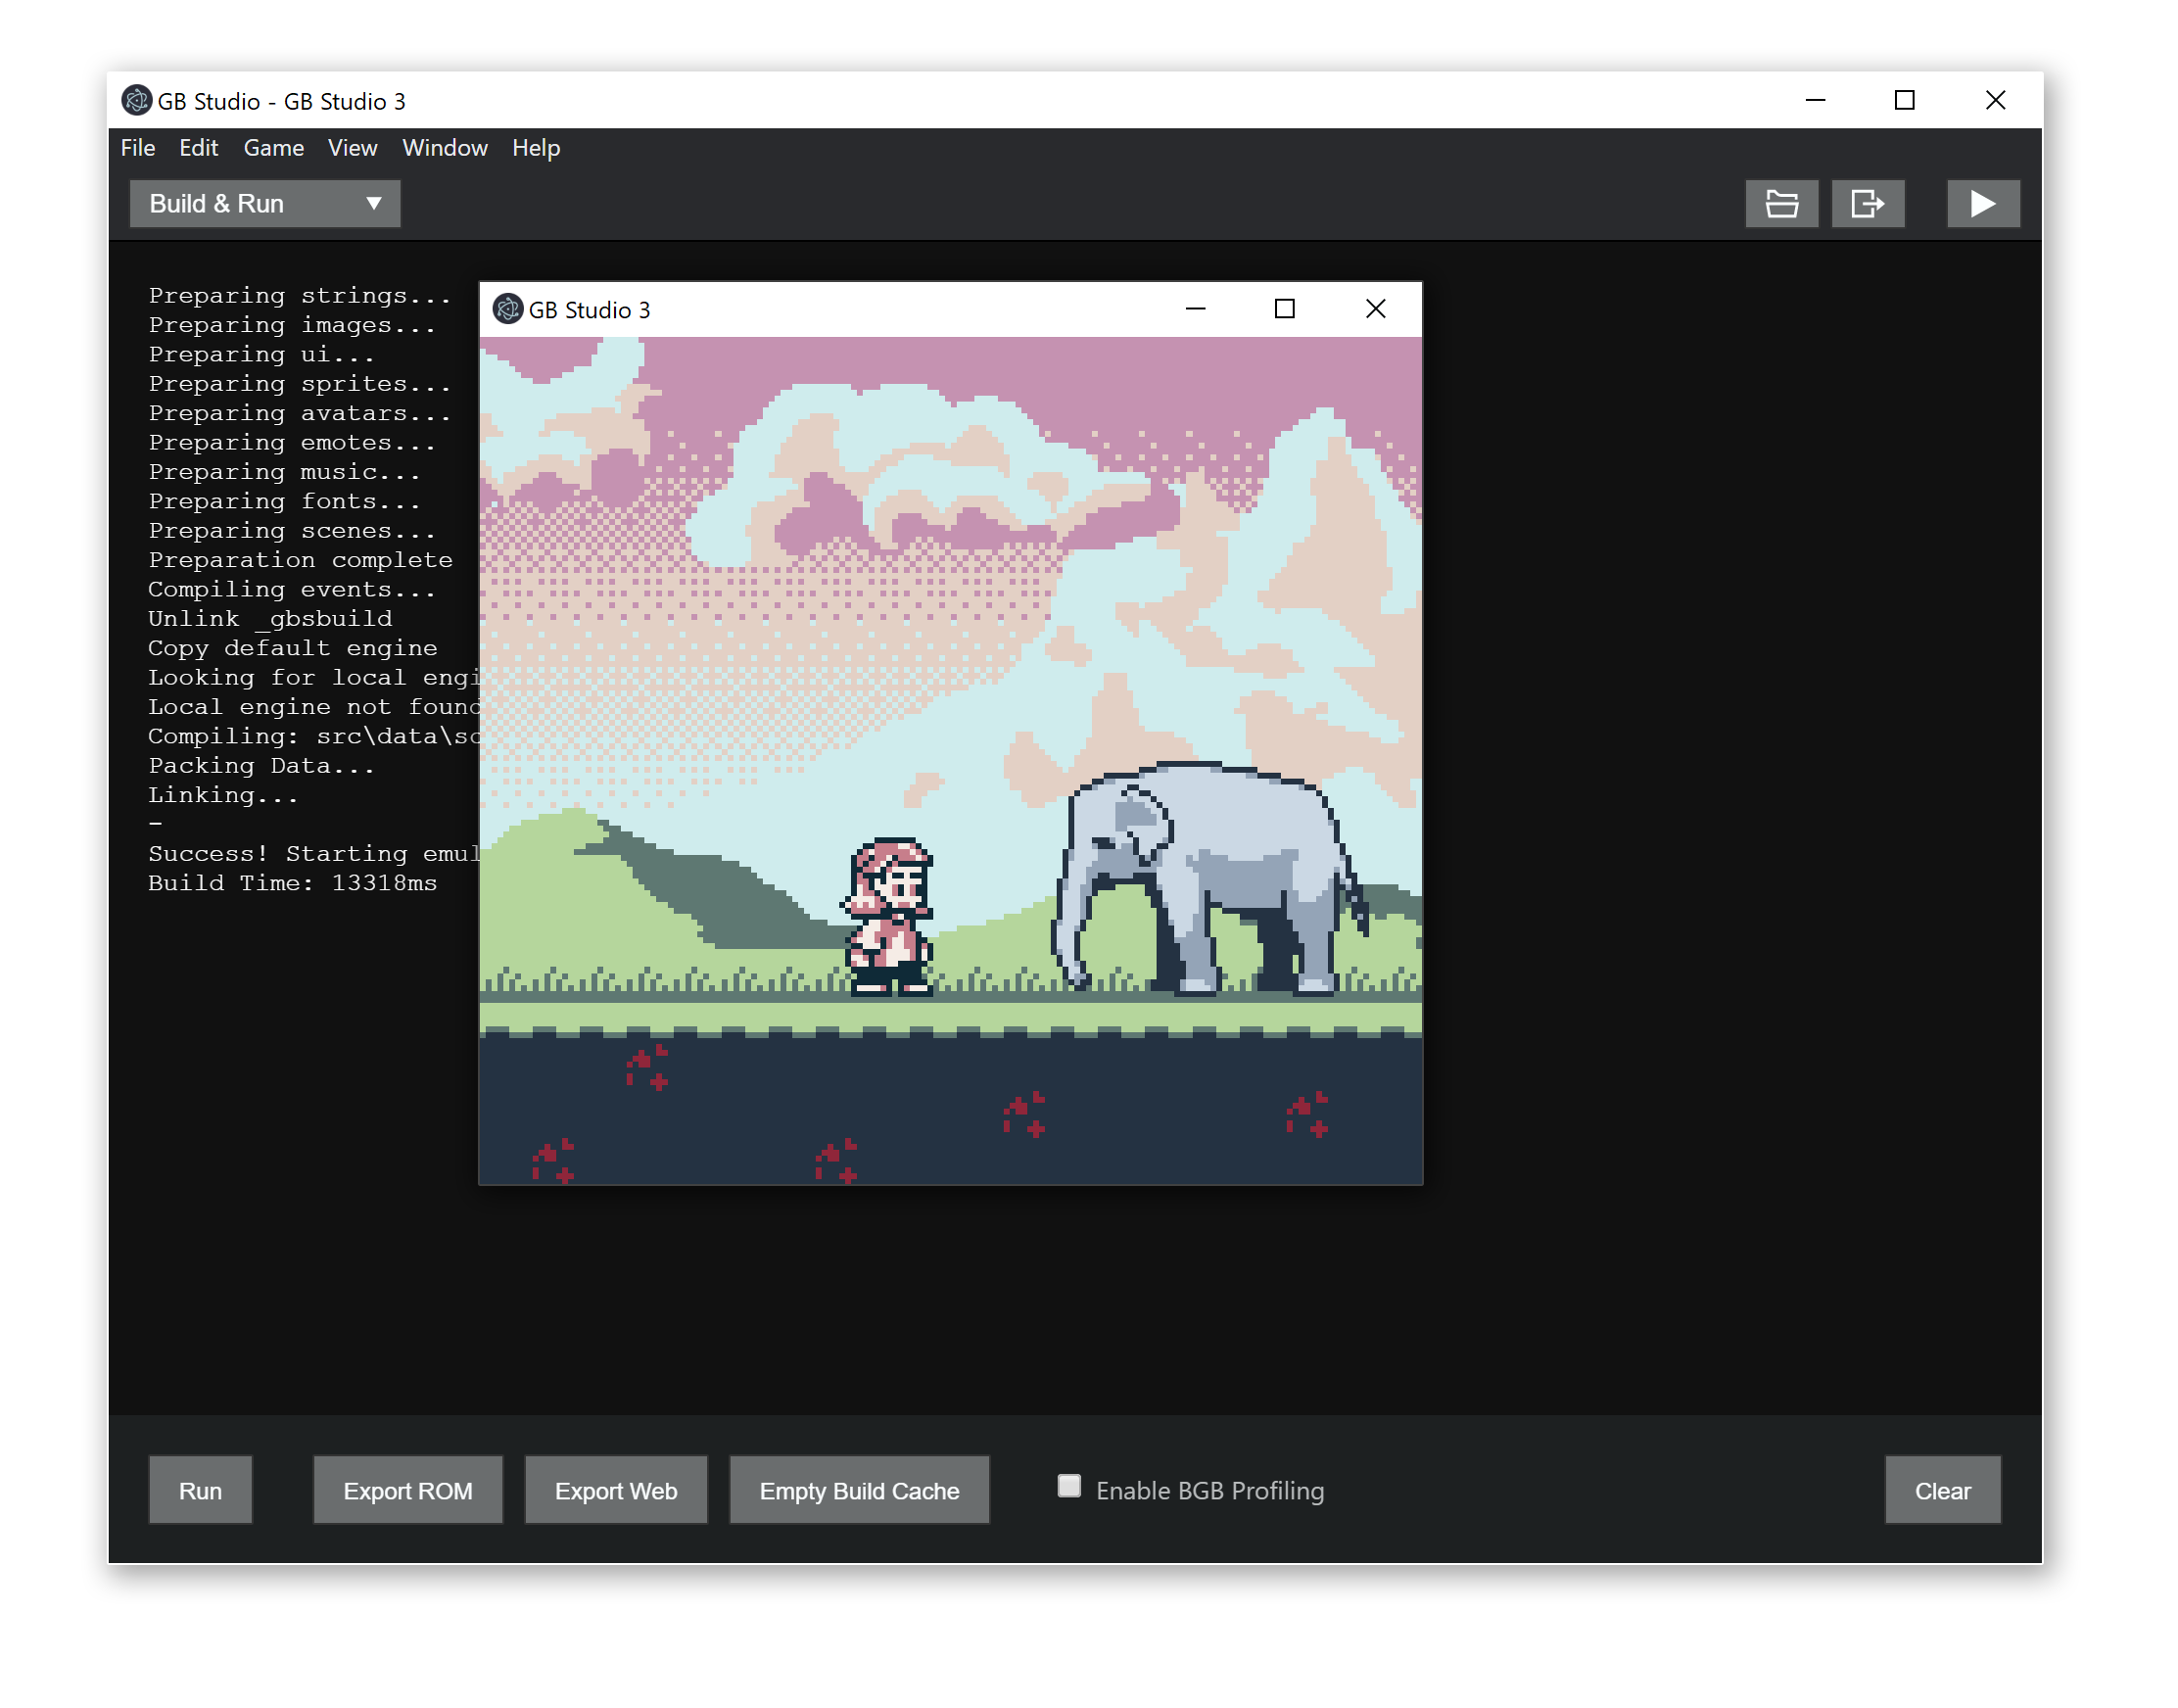 GB Studio - GB Studio 3
File Edit Game View Window Help
Build & Run
Preparing strings...
Preparing images...
Preparing ui...
Preparing sprites...
Preparing avatars...
Preparing emotes...
Preparing music...
Preparing fonts...
Preparing scenes...
Preparation complete
Compiling events...
Unlink _gbsbuild
Copy default engine
Looking for local engi
Local engine not found
Compiling: src\data\sc
Packing Data...
Linking...
-
Success! Starting emul
Build Time: 13318ms
GB Studio 3
Run Export ROM Export Web Empty Build Cache Enable BGB Profiling Clear